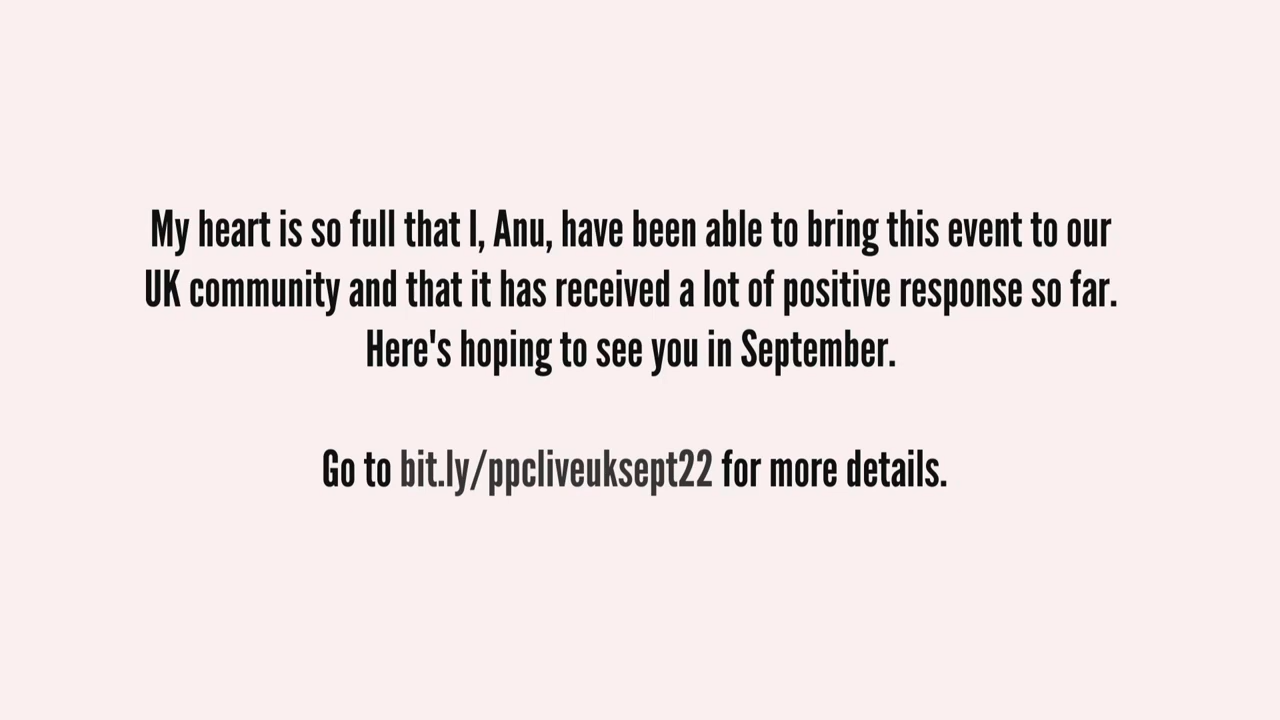 My heart is so full that I, Anu, have been able to bring this event to our
UK community and that it has received a lot of positive response so far.
Here's hoping to see you in September.
Go to bit.ly/ppcliveuksept22 for more details.